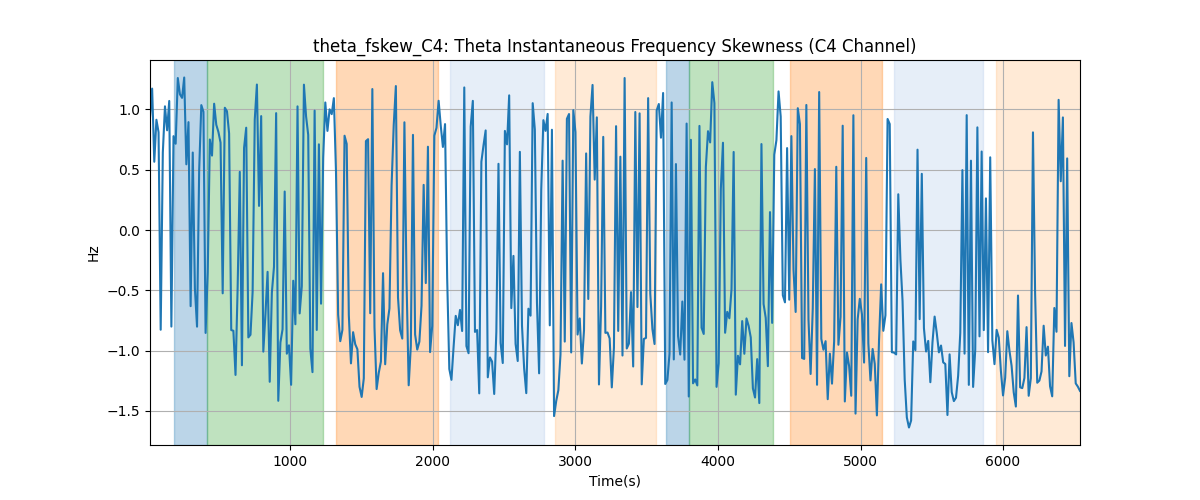 theta_fskew_C4: Theta Instantaneous Frequency Skewness (C4 Channel)
1.0
0.5
0.0
−0.5
−1.0
−1.5
Hz
1000 2000 3000 4000 5000 6000
Time(s)